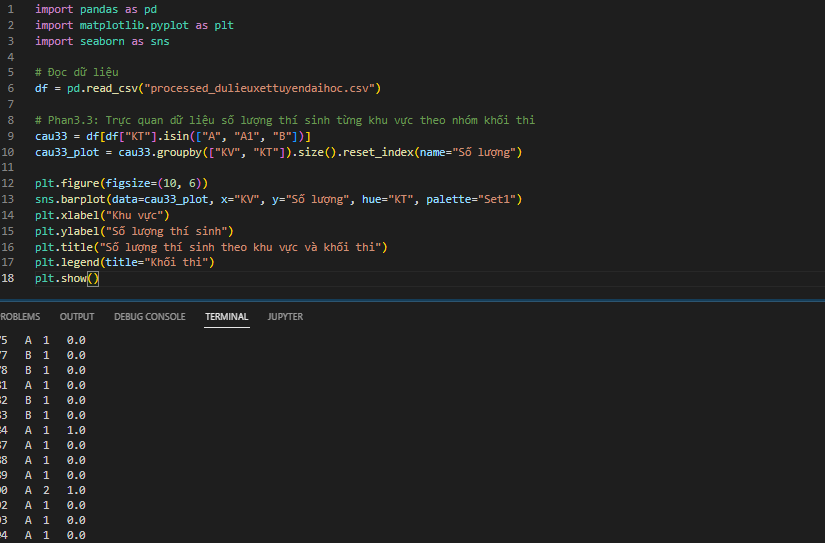 1 import pandas as pd
2 import matplotlib.pyplot as plt
3 import seaborn as sns
4
5 # Đọc dữ liệu
6 df = pd.read_csv("processed_dulieuxettuyendaihoc.csv")
7
8 # Phan3.3: Trực quan dữ liệu số lượng thí sinh từng khu vực theo nhóm khối thi
9 cau33 = df[df["KT"].isin(["A", "A1", "B"])]
10 cau33_plot = cau33.groupby(["KV", "KT"]).size().reset_index(name="Số lượng")
11
12 plt.figure(figsize=(10, 6))
13 sns.barplot(data=cau33_plot, x="KV", y="Số lượng", hue="KT", palette="Set1")
14 plt.xlabel("Khu vực")
15 plt.ylabel("Số lượng thí sinh")
16 plt.title("Số lượng thí sinh theo khu vực và khối thi")
17 plt.legend(title="Khối thi")
18 plt.show()
ROBLEMS OUTPUT DEBUG CONSOLE TERMINAL JUPYTER
5 A 1 0.0
7 B 1 0.0
8 B 1 0.0
1 A 1 0.0
2 B 1 0.0
3 B 1 0.0
4 A 1 1.0
7 A 1 0.0
8 A 1 0.0
9 A 1 0.0
0 A 2 1.0
2 A 1 0.0
3 A 1 0.0
4 A 1 0.0